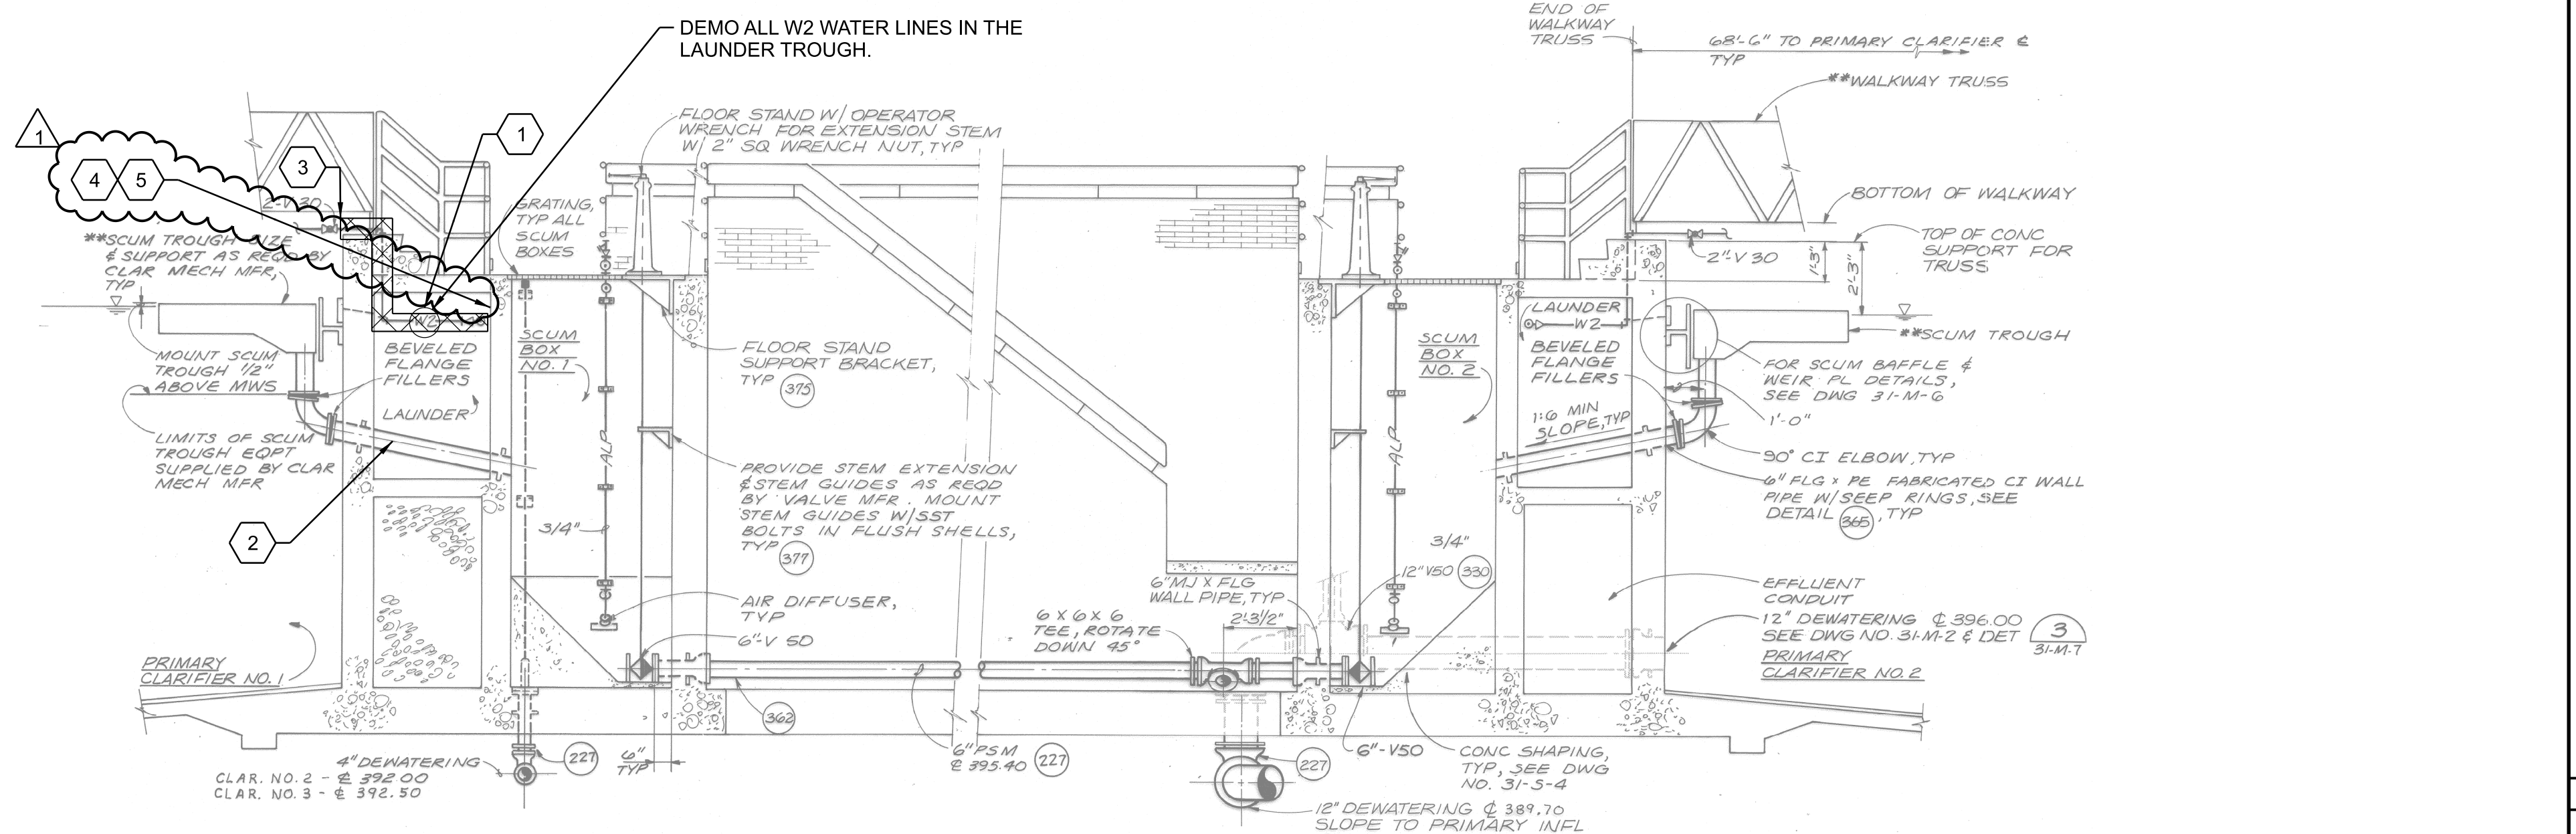 DEMO ALL W2 WATER LINES IN THE
LAUNDER TROUGH.
END OF
WALKWAY
TRUSS
68'-6" TO PRIMARY CLARIFIER ℄
TYP
**WALKWAY TRUSS
1
1
3
4
5
2-V 30
FLOOR STAND W/ OPERATOR
WRENCH FOR EXTENSION STEM
W/ 2" SQ WRENCH NUT, TYP
GRATING,
TYP ALL
SCUM
BOXES
BOTTOM OF WALKWAY
TOP OF CONC
SUPPORT FOR
TRUSS
2"-V 30
1'-3"
2'-3"
**SCUM TROUGH SIZE
& SUPPORT AS REQD BY
CLAR MECH MFR,
TYP
W2
MOUNT SCUM
TROUGH 1/2"
ABOVE MWS
BEVELED
FLANGE
FILLERS
LAUNDER
SCUM
BOX
NO. 1
LIMITS OF SCUM
TROUGH EQPT
SUPPLIED BY CLAR
MECH MFR
2
ALP
3/4"
FLOOR STAND
SUPPORT BRACKET,
TYP 375
PROVIDE STEM EXTENSION
& STEM GUIDES AS REQD
BY VALVE MFR. MOUNT
STEM GUIDES W/SST
BOLTS IN FLUSH SHELLS,
TYP 377
AIR DIFFUSER,
TYP
6"-V 50
6 X 6 X 6
TEE, ROTATE
DOWN 45°
6"MJ X FLG
WALL PIPE, TYP
2'-3 1/2"
12"V50 330
3/4"
ALP
SCUM
BOX
NO. 2
LAUNDER
W2
BEVELED
FLANGE
FILLERS
1:6 MIN
SLOPE, TYP
**SCUM TROUGH
FOR SCUM BAFFLE &
WEIR PL DETAILS,
SEE DWG 31-M-6
1'-0"
90° CI ELBOW, TYP
6" FLG x PE FABRICATED CI WALL
PIPE W/SEEP RINGS, SEE
DETAIL 365, TYP
EFFLUENT
CONDUIT
12" DEWATERING ℄ 396.00
SEE DWG NO. 31-M-2 & DET
3
31-M-7
PRIMARY
CLARIFIER NO. 2
PRIMARY
CLARIFIER NO. 1
362
4" DEWATERING
227
CLAR. NO. 2 - ℄ 392.00
CLAR. NO. 3 - ℄ 392.50
6"
TYP
6" PSM
℄ 395.40 227
6"-V50
227
CONC SHAPING,
TYP, SEE DWG
NO. 31-S-4
12" DEWATERING ℄ 389.70
SLOPE TO PRIMARY INFL